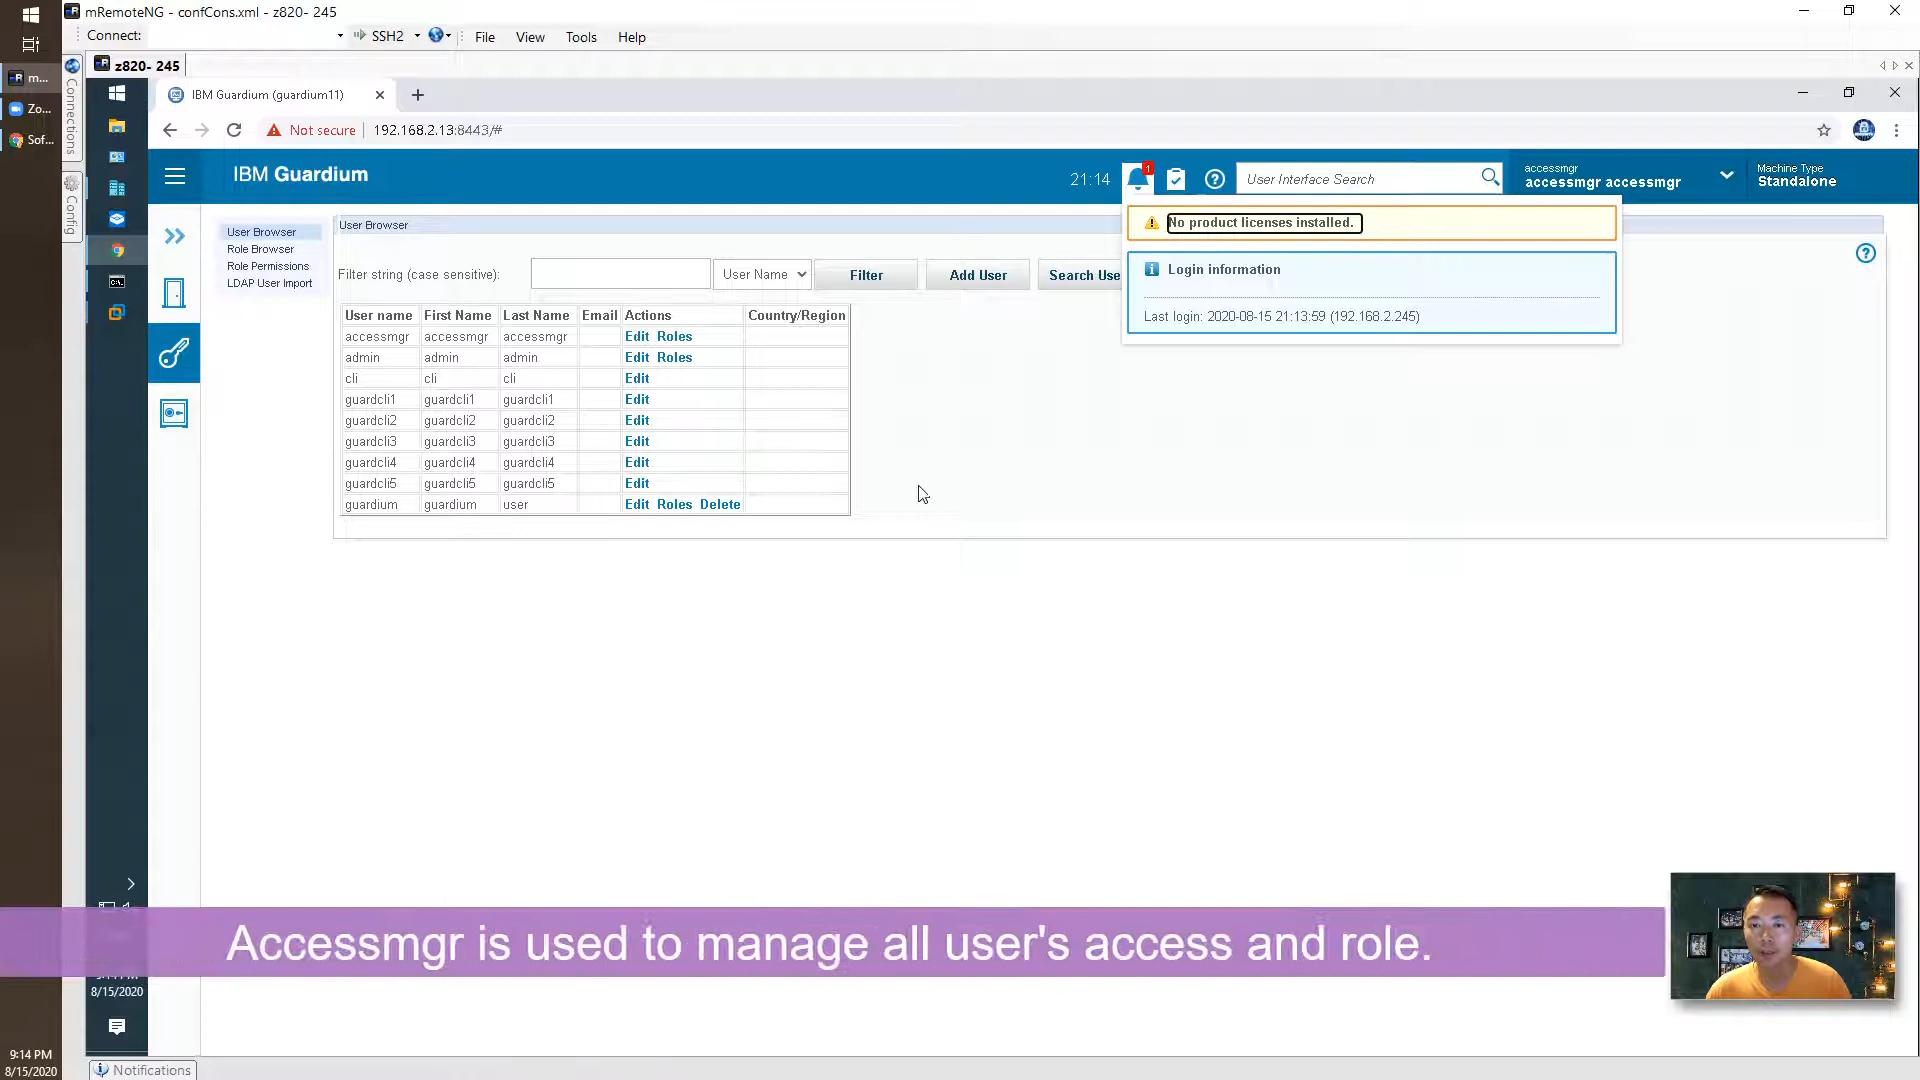 mRemoteNG - confCons.xml - z820- 245
Connect:
SSH2
File
View
Tools
Help
z820- 245
m...
Zo...
Sof...
Connections
Config
IBM Guardium (guardium11)
Not secure
192.168.2.13:8443/#
IBM Guardium
21:14
1
User Interface Search
accessmgr
accessmgr accessmgr
Machine Type
Standalone
No product licenses installed.
Login information
Last login: 2020-08-15 21:13:59 (192.168.2.245)
User Browser
Role Browser
Role Permissions
LDAP User Import
User Browser
Filter string (case sensitive):
User Name
Filter
Add User
Search Use
User name First Name Last Name Email Actions Country/Region
accessmgr accessmgr accessmgr Edit Roles
admin admin admin Edit Roles
cli cli cli Edit
guardcli1 guardcli1 guardcli1 Edit
guardcli2 guardcli2 guardcli2 Edit
guardcli3 guardcli3 guardcli3 Edit
guardcli4 guardcli4 guardcli4 Edit
guardcli5 guardcli5 guardcli5 Edit
guardium guardium user Edit Roles Delete
Accessmgr is used to manage all user's access and role.
8/15/2020
9:14 PM
8/15/2020
Notifications